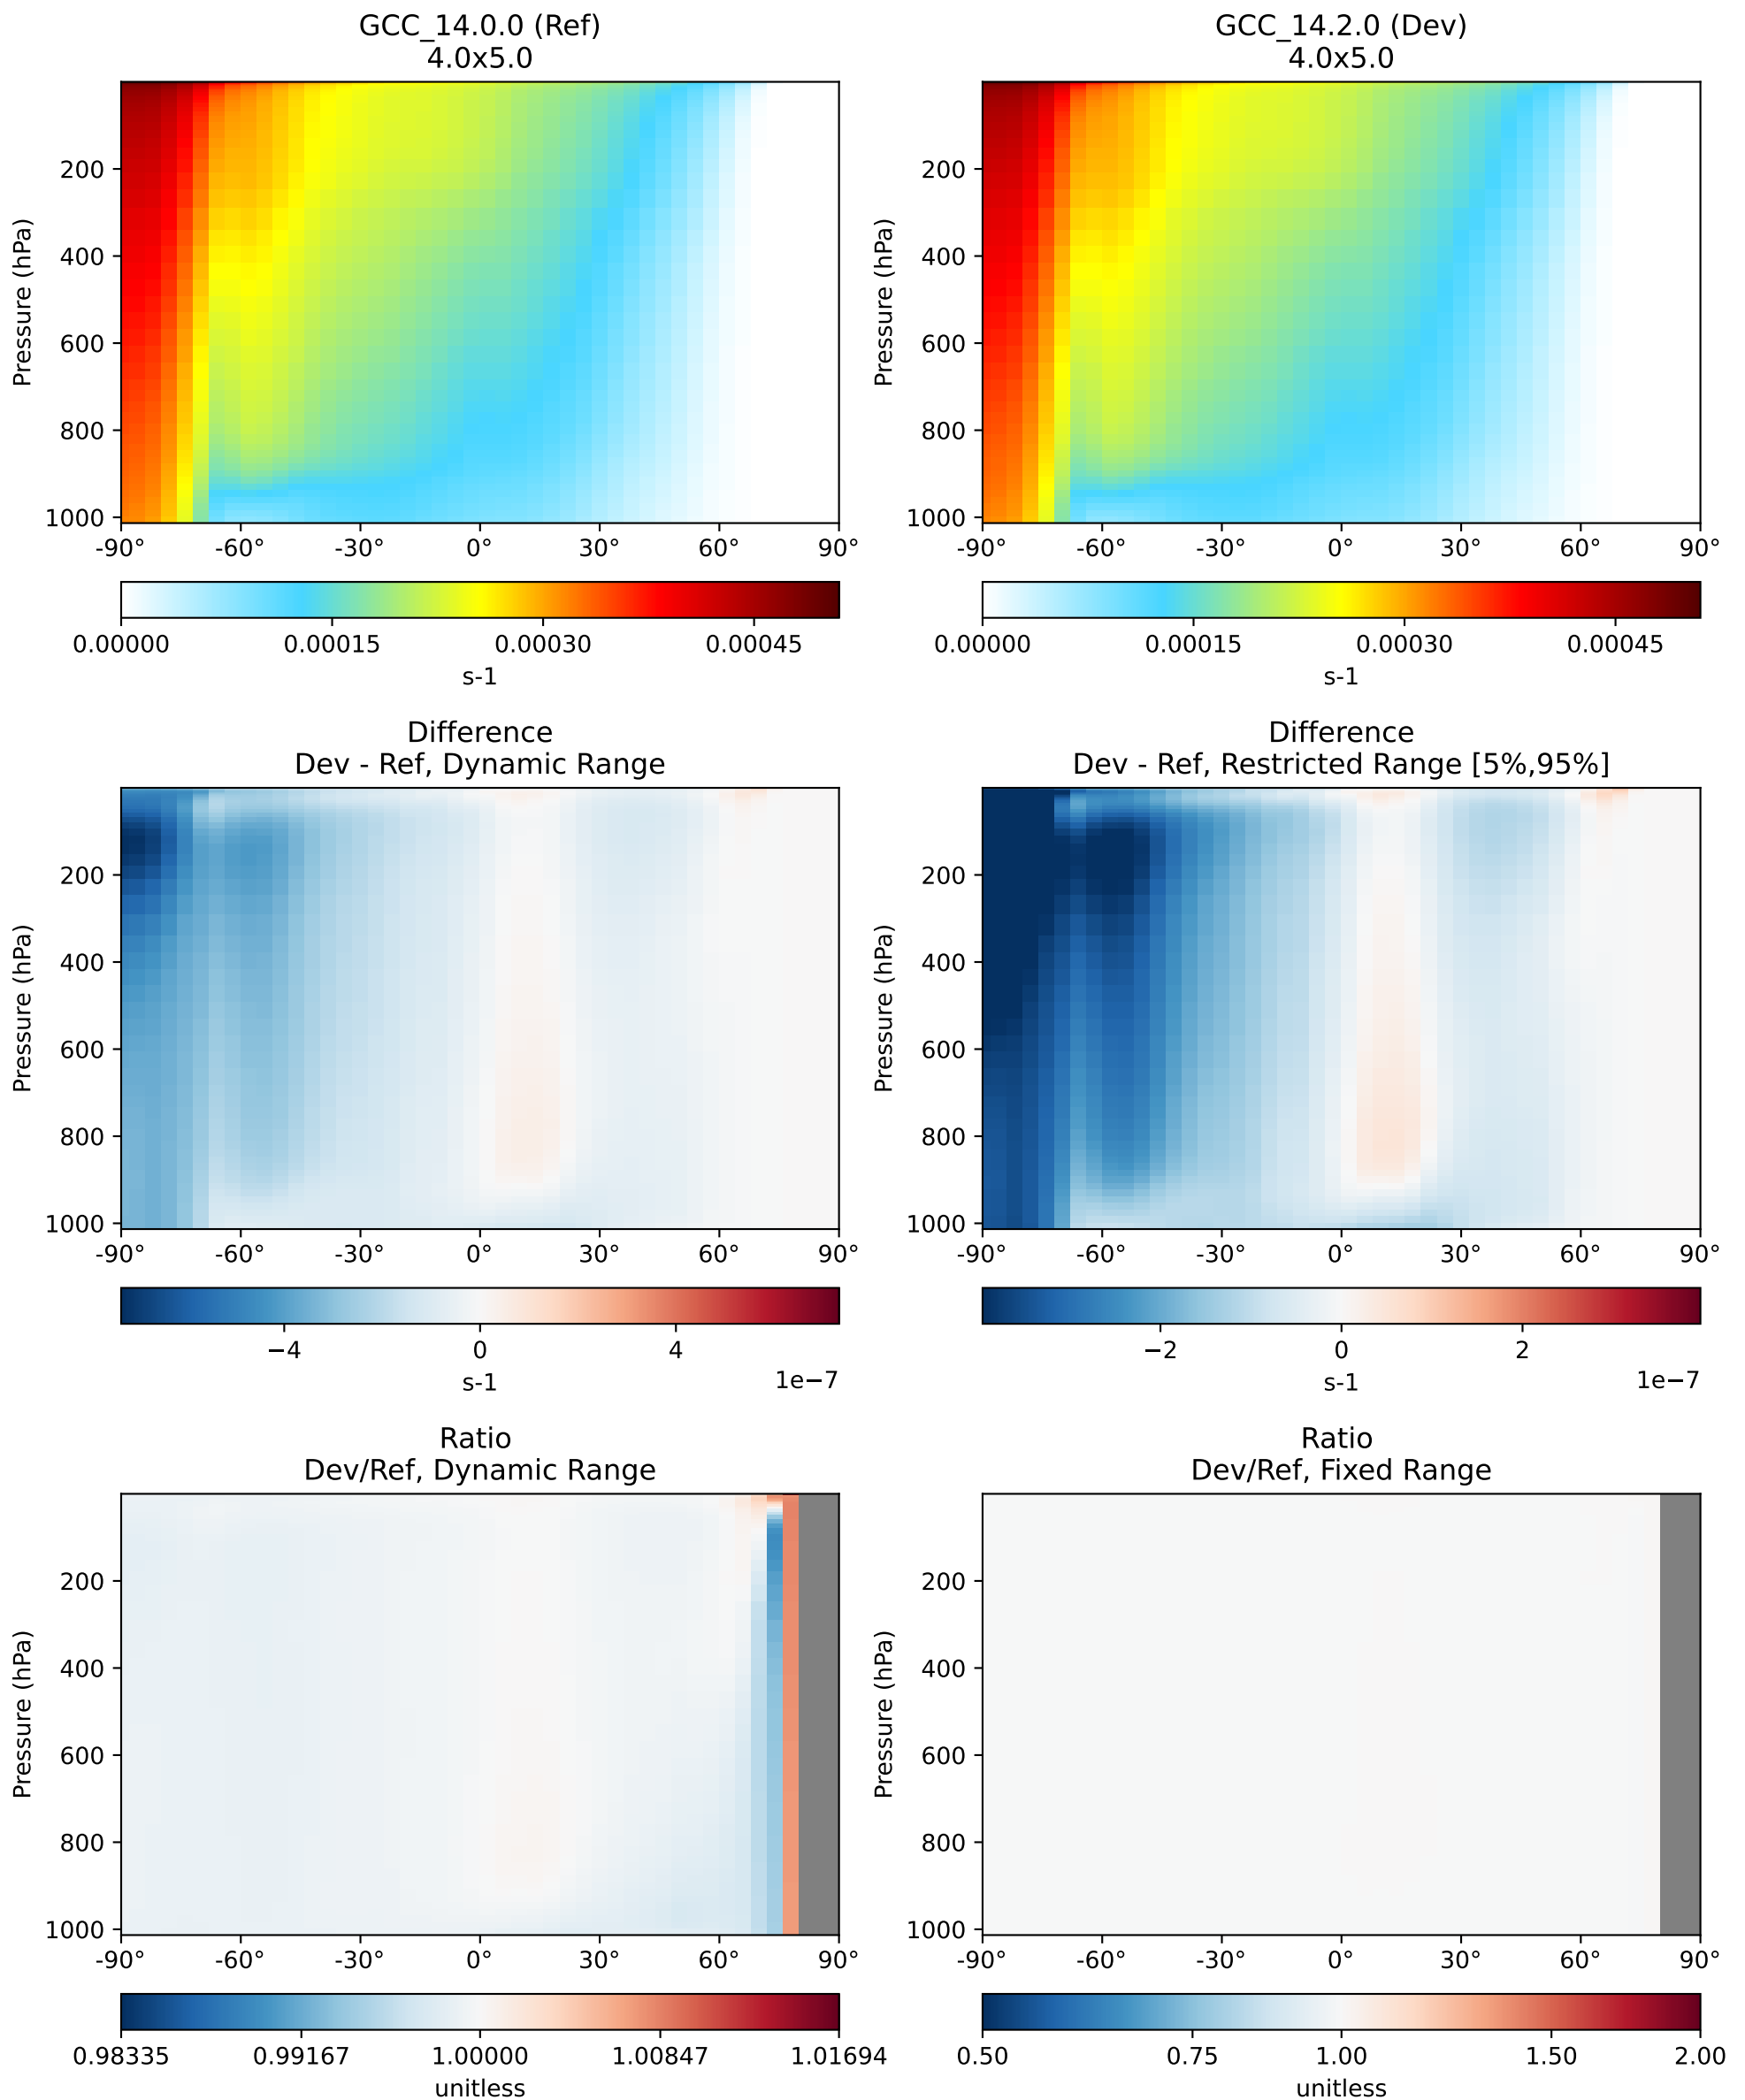 GCC_14.0.0 (Ref)
4.0x5.0
GCC_14.2.0 (Dev)
4.0x5.0
Pressure (hPa)
200
400
600
800
1000
-90° -60° -30° 0° 30° 60° 90°
0.00000 0.00015 0.00030 0.00045
s-1
Pressure (hPa)
200
400
600
800
1000
-90° -60° -30° 0° 30° 60° 90°
0.00000 0.00015 0.00030 0.00045
s-1
Difference
Dev - Ref, Dynamic Range
Difference
Dev - Ref, Restricted Range [5%,95%]
Pressure (hPa)
200
400
600
800
1000
-90° -60° -30° 0° 30° 60° 90°
−4 0 4
s-1 1e−7
Pressure (hPa)
200
400
600
800
1000
-90° -60° -30° 0° 30° 60° 90°
−2 0 2
s-1 1e−7
Ratio
Dev/Ref, Dynamic Range
Ratio
Dev/Ref, Fixed Range
Pressure (hPa)
200
400
600
800
1000
-90° -60° -30° 0° 30° 60° 90°
0.98335 0.99167 1.00000 1.00847 1.01694
unitless
Pressure (hPa)
200
400
600
800
1000
-90° -60° -30° 0° 30° 60° 90°
0.50 0.75 1.00 1.50 2.00
unitless